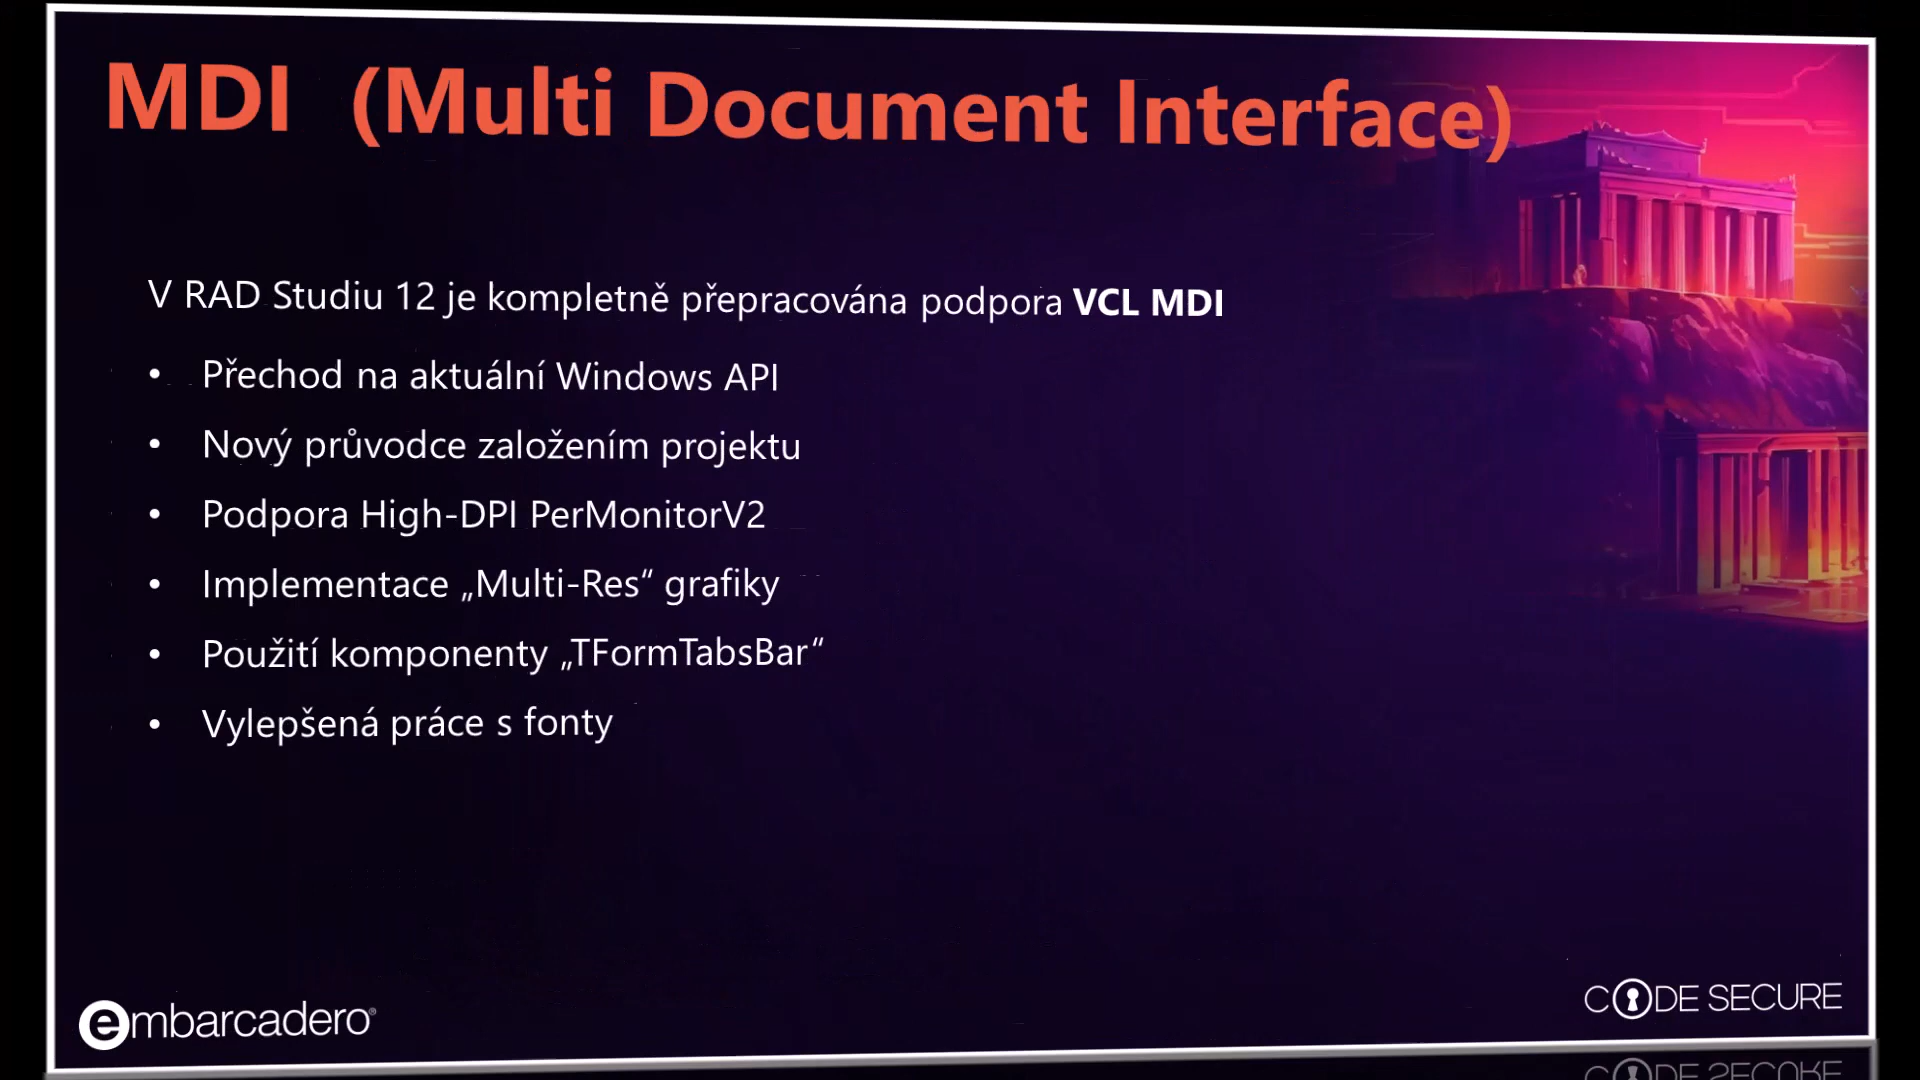 MDI (Multi Document Interface)
V RAD Studiu 12 je kompletně přepracována podpora VCL MDI
• Přechod na aktuální Windows API
• Nový průvodce založením projektu
• Podpora High-DPI PerMonitorV2
• Implementace „Multi-Res“ grafiky
• Použití komponenty „TFormTabsBar“
• Vylepšená práce s fonty
embarcadero®
CODE SECURE